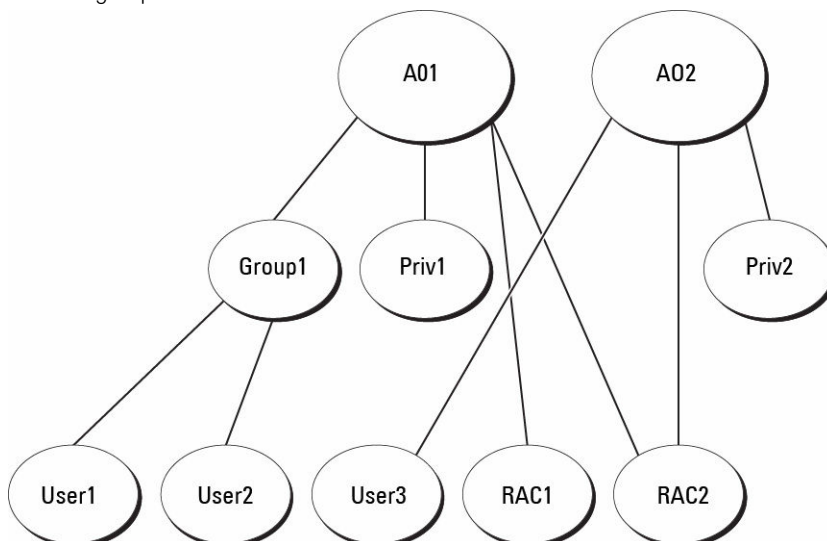 A01
AO2
Group1
Priv1
Priv2
User1
User2
User3
RAC1
RAC2